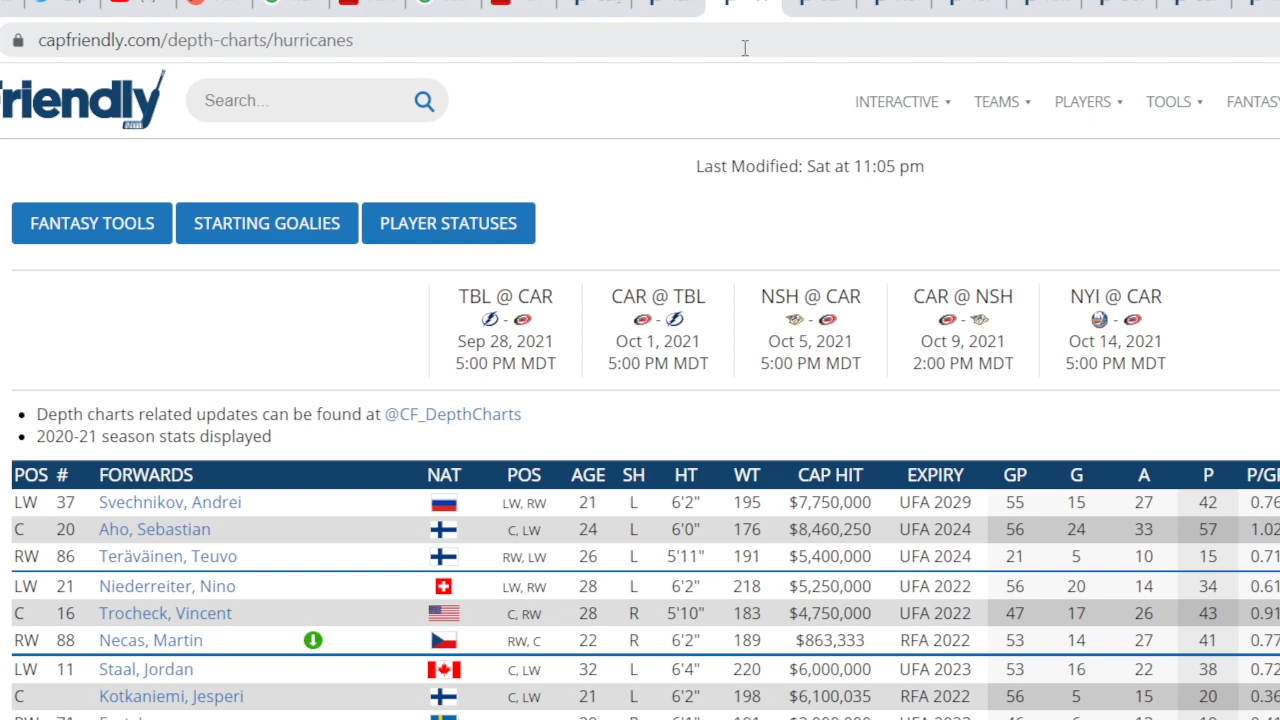 capfriendly.com/depth-charts/hurricanes
riendly
Search...
INTERACTIVE TEAMS PLAYERS TOOLS FANTASY
Last Modified: Sat at 11:05 pm
FANTASY TOOLS STARTING GOALIES PLAYER STATUSES
TBL @ CAR CAR @ TBL NSH @ CAR CAR @ NSH NYI @ CAR
- - - - -
Sep 28, 2021 Oct 1, 2021 Oct 5, 2021 Oct 9, 2021 Oct 14, 2021
5:00 PM MDT 5:00 PM MDT 5:00 PM MDT 2:00 PM MDT 5:00 PM MDT
• Depth charts related updates can be found at @CF_DepthCharts
• 2020-21 season stats displayed
POS # FORWARDS NAT POS AGE SH HT WT CAP HIT EXPIRY GP G A P P/GP
LW 37 Svechnikov, Andrei LW, RW 21 L 6'2" 195 $7,750,000 UFA 2029 55 15 27 42 0.76
C 20 Aho, Sebastian C, LW 24 L 6'0" 176 $8,460,250 UFA 2024 56 24 33 57 1.02
RW 86 Teräväinen, Teuvo RW, LW 26 L 5'11" 191 $5,400,000 UFA 2024 21 5 10 15 0.71
LW 21 Niederreiter, Nino LW, RW 28 L 6'2" 218 $5,250,000 UFA 2022 56 20 14 34 0.61
C 16 Trocheck, Vincent C, RW 28 R 5'10" 183 $4,750,000 UFA 2022 47 17 26 43 0.91
RW 88 Necas, Martin RW, C 22 R 6'2" 189 $863,333 RFA 2022 53 14 27 41 0.77
LW 11 Staal, Jordan C, LW 32 L 6'4" 220 $6,000,000 UFA 2023 53 16 22 38 0.72
C Kotkaniemi, Jesperi C, LW 21 L 6'2" 198 $6,100,035 RFA 2022 56 5 15 20 0.36